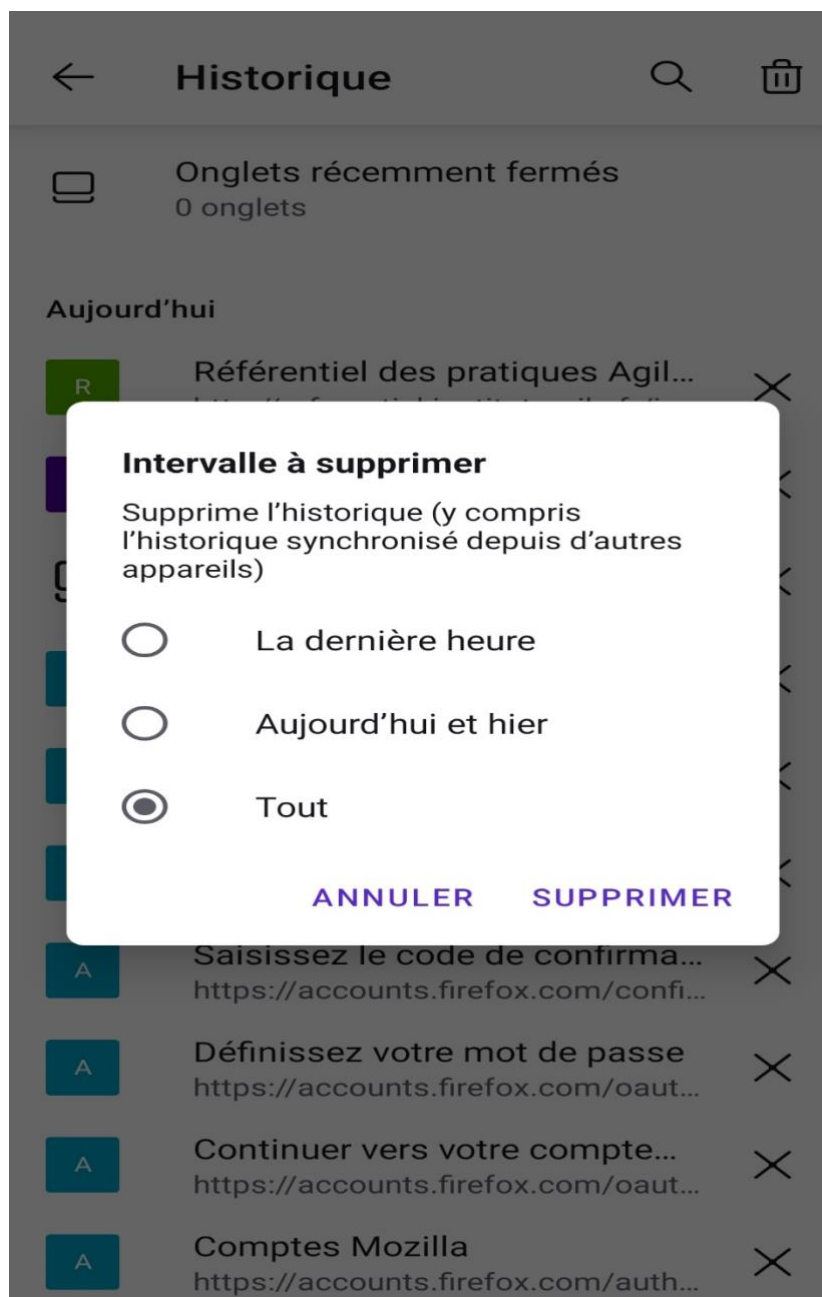 Historique
Onglets récemment fermés
0 onglets
Aujourd’hui
R
Référentiel des pratiques Agil...
Intervalle à supprimer
Supprime l’historique (y compris
l’historique synchronisé depuis d’autres
appareils)
La dernière heure
Aujourd’hui et hier
Tout
ANNULER SUPPRIMER
A
Saisissez le code de confirma...
https://accounts.firefox.com/confi...
A
Définissez votre mot de passe
https://accounts.firefox.com/oaut...
A
Continuer vers votre compte...
https://accounts.firefox.com/oaut...
A
Comptes Mozilla
https://accounts.firefox.com/auth...